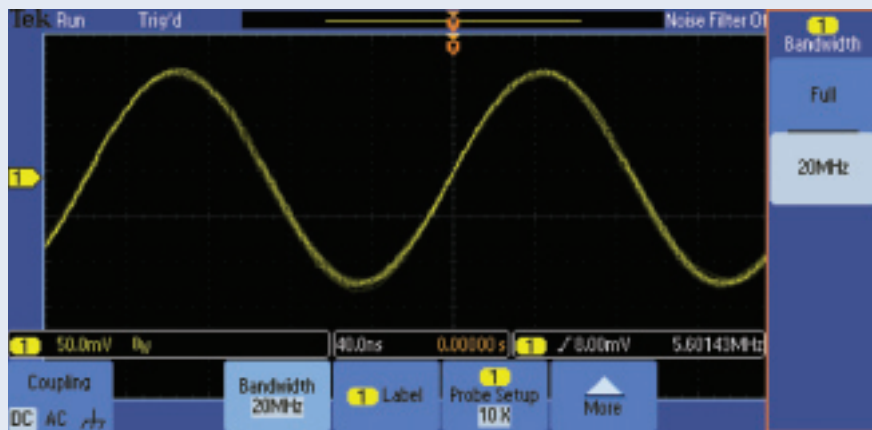 Tek Run Trig'd Noise Filter Of
1
Bandwidth
Full
20MHz
1
1 50.0mV BW 40.0ns 0.00000 s 1 8.00mV 5.60143MHz
Coupling
DC AC
Bandwidth
20MHz
1 Label
1
Probe Setup
10 X
More